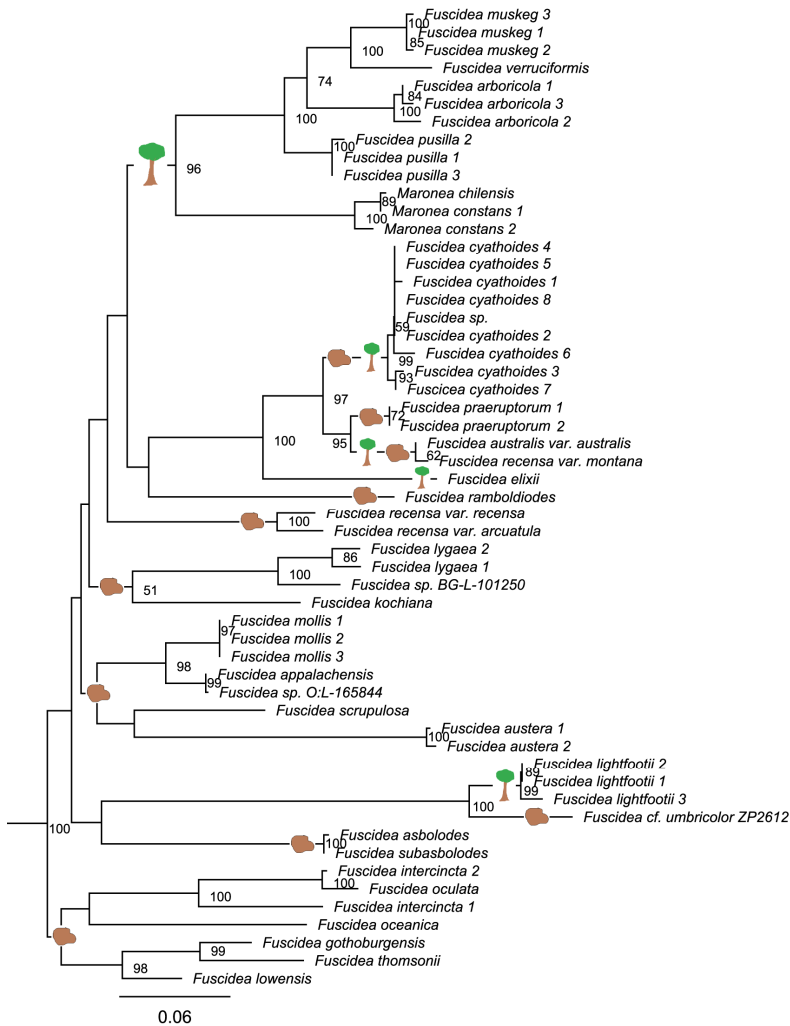 Fuscidea muskeg 3
100
Fuscidea muskeg 1
85
100
Fuscidea muskeg 2
Fuscidea verruciformis
74
Fuscidea arboricola 1
84
Fuscidea arboricola 3
100
100
Fuscidea arboricola 2
Fuscidea pusilla 2
100
Fuscidea pusilla 1
96
Fuscidea pusilla 3
Maronea chilensis
89
Maronea constans 1
100
Maronea constans 2
Fuscidea cyathoides 4
Fuscidea cyathoides 5
Fuscidea cyathoides 1
Fuscidea cyathoides 8
Fuscidea sp.
59
Fuscidea cyathoides 2
Fuscidea cyathoides 6
99
Fuscidea cyathoides 3
93
Fuscicea cyathoides 7
97
Fuscidea praeruptorum 1
72
Fuscidea praeruptorum 2
100
95
Fuscidea australis var. australis
62
Fuscidea recensa var. montana
Fuscidea elixii
Fuscidea ramboldiodes
Fuscidea recensa var. recensa
100
Fuscidea recensa var. arcuatula
Fuscidea lygaea 2
86
Fuscidea lygaea 1
100
Fuscidea sp. BG-L-101250
51
Fuscidea kochiana
Fuscidea mollis 1
97
Fuscidea mollis 2
Fuscidea mollis 3
98
Fuscidea appalachensis
99
Fuscidea sp. O:L-165844
Fuscidea scrupulosa
Fuscidea austera 1
100
Fuscidea austera 2
Fuscidea lightfootii 2
89
Fuscidea lightfootii 1
99
Fuscidea lightfootii 3
100
Fuscidea cf. umbricolor ZP2612
100
Fuscidea asbolodes
100
Fuscidea subasbolodes
Fuscidea intercincta 2
100
Fuscidea oculata
100
Fuscidea intercincta 1
Fuscidea oceanica
Fuscidea gothoburgensis
99
Fuscidea thomsonii
98
Fuscidea lowensis
0.06